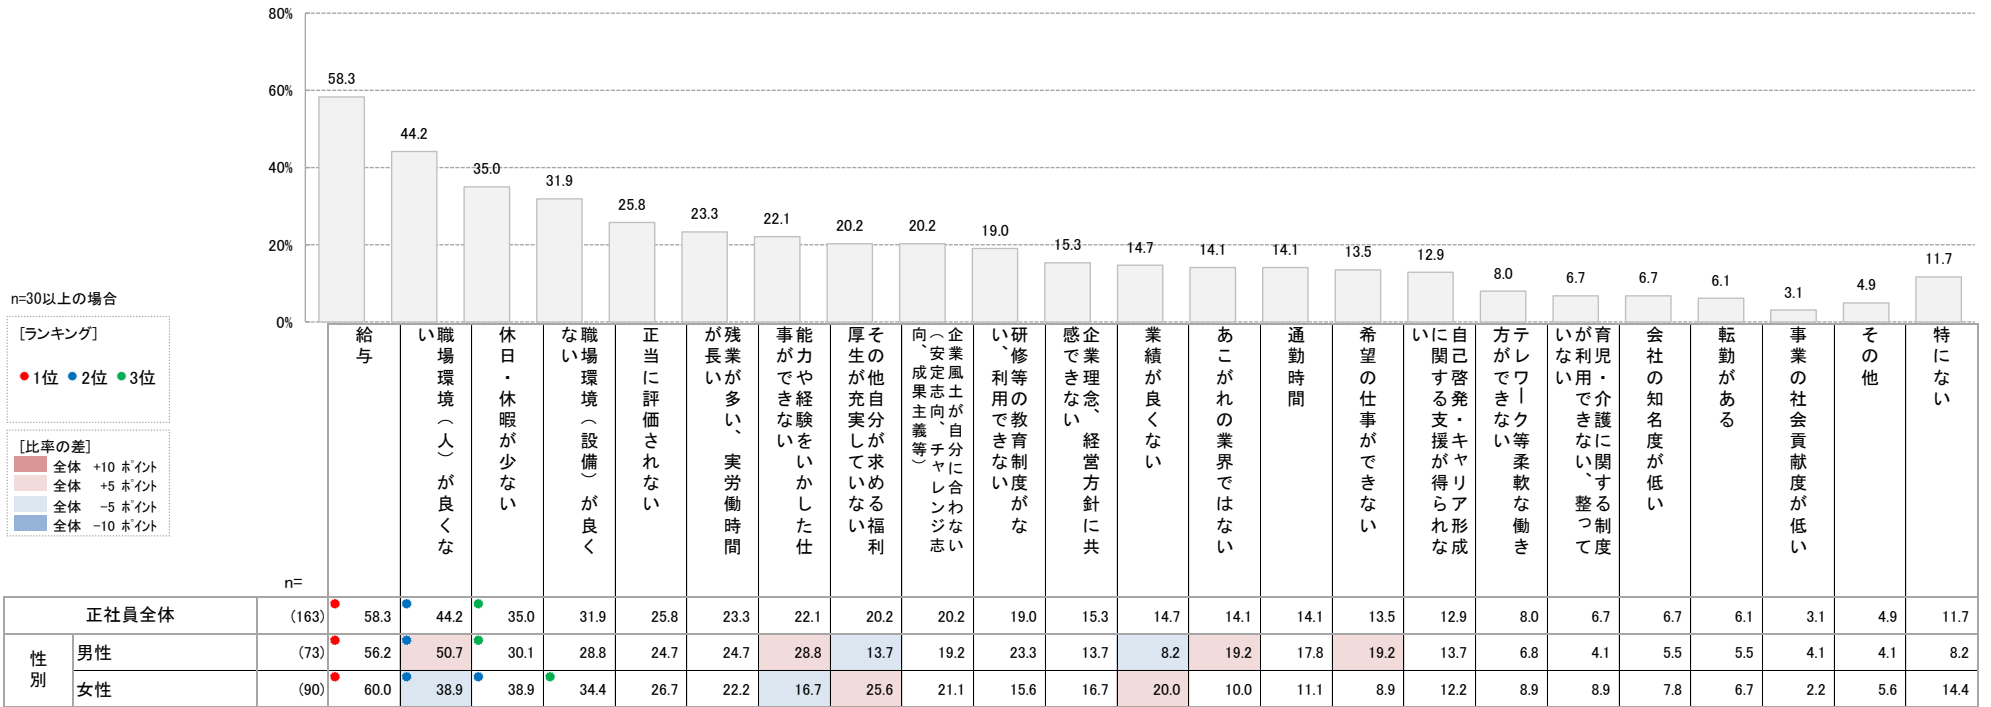 80%
60%
40%
20%
0%
58.3
44.2
35.0
31.9
25.8
23.3
22.1
20.2
20.2
19.0
15.3
14.7
14.1
14.1
13.5
12.9
8.0
6.7
6.7
6.1
3.1
4.9
11.7
n=30以上の場合
[ランキング]
●1位 ●2位 ●3位
[比率の差]
全体 +10 ﾎﾟｲﾝﾄ
全体 +5 ﾎﾟｲﾝﾄ
全体 -5 ﾎﾟｲﾝﾄ
全体 -10 ﾎﾟｲﾝﾄ
給与
職場環境（人）が良くな
い
休日・休暇が少ない
職場環境（設備）が良く
ない
正当に評価されない
残業が多い、実労働時間
が長い
能力や経験をいかした仕
事ができない
その他自分が求める福利
厚生が充実していない
企業風土が自分に合わない
（安定志向、チャレンジ志
向、成果主義等）
研修等の教育制度がな
い、利用できない
企業理念、経営方針に共
感できない
業績が良くない
あこがれの業界ではない
通勤時間
希望の仕事ができない
自己啓発・キャリア形成
に関する支援が得られな
い
テレワーク等柔軟な働き
方ができない
育児・介護に関する制度
が利用できない、整って
いない
会社の知名度が低い
転勤がある
事業の社会貢献度が低い
その他
特にない
n=
正社員全体 (163) 58.3 44.2 35.0 31.9 25.8 23.3 22.1 20.2 20.2 19.0 15.3 14.7 14.1 14.1 13.5 12.9 8.0 6.7 6.7 6.1 3.1 4.9 11.7
性別
男性 (73) 56.2 50.7 30.1 28.8 24.7 24.7 28.8 13.7 19.2 23.3 13.7 8.2 19.2 17.8 19.2 13.7 6.8 4.1 5.5 5.5 4.1 4.1 8.2
女性 (90) 60.0 38.9 38.9 34.4 26.7 22.2 16.7 25.6 21.1 15.6 16.7 20.0 10.0 11.1 8.9 12.2 8.9 8.9 7.8 6.7 2.2 5.6 14.4